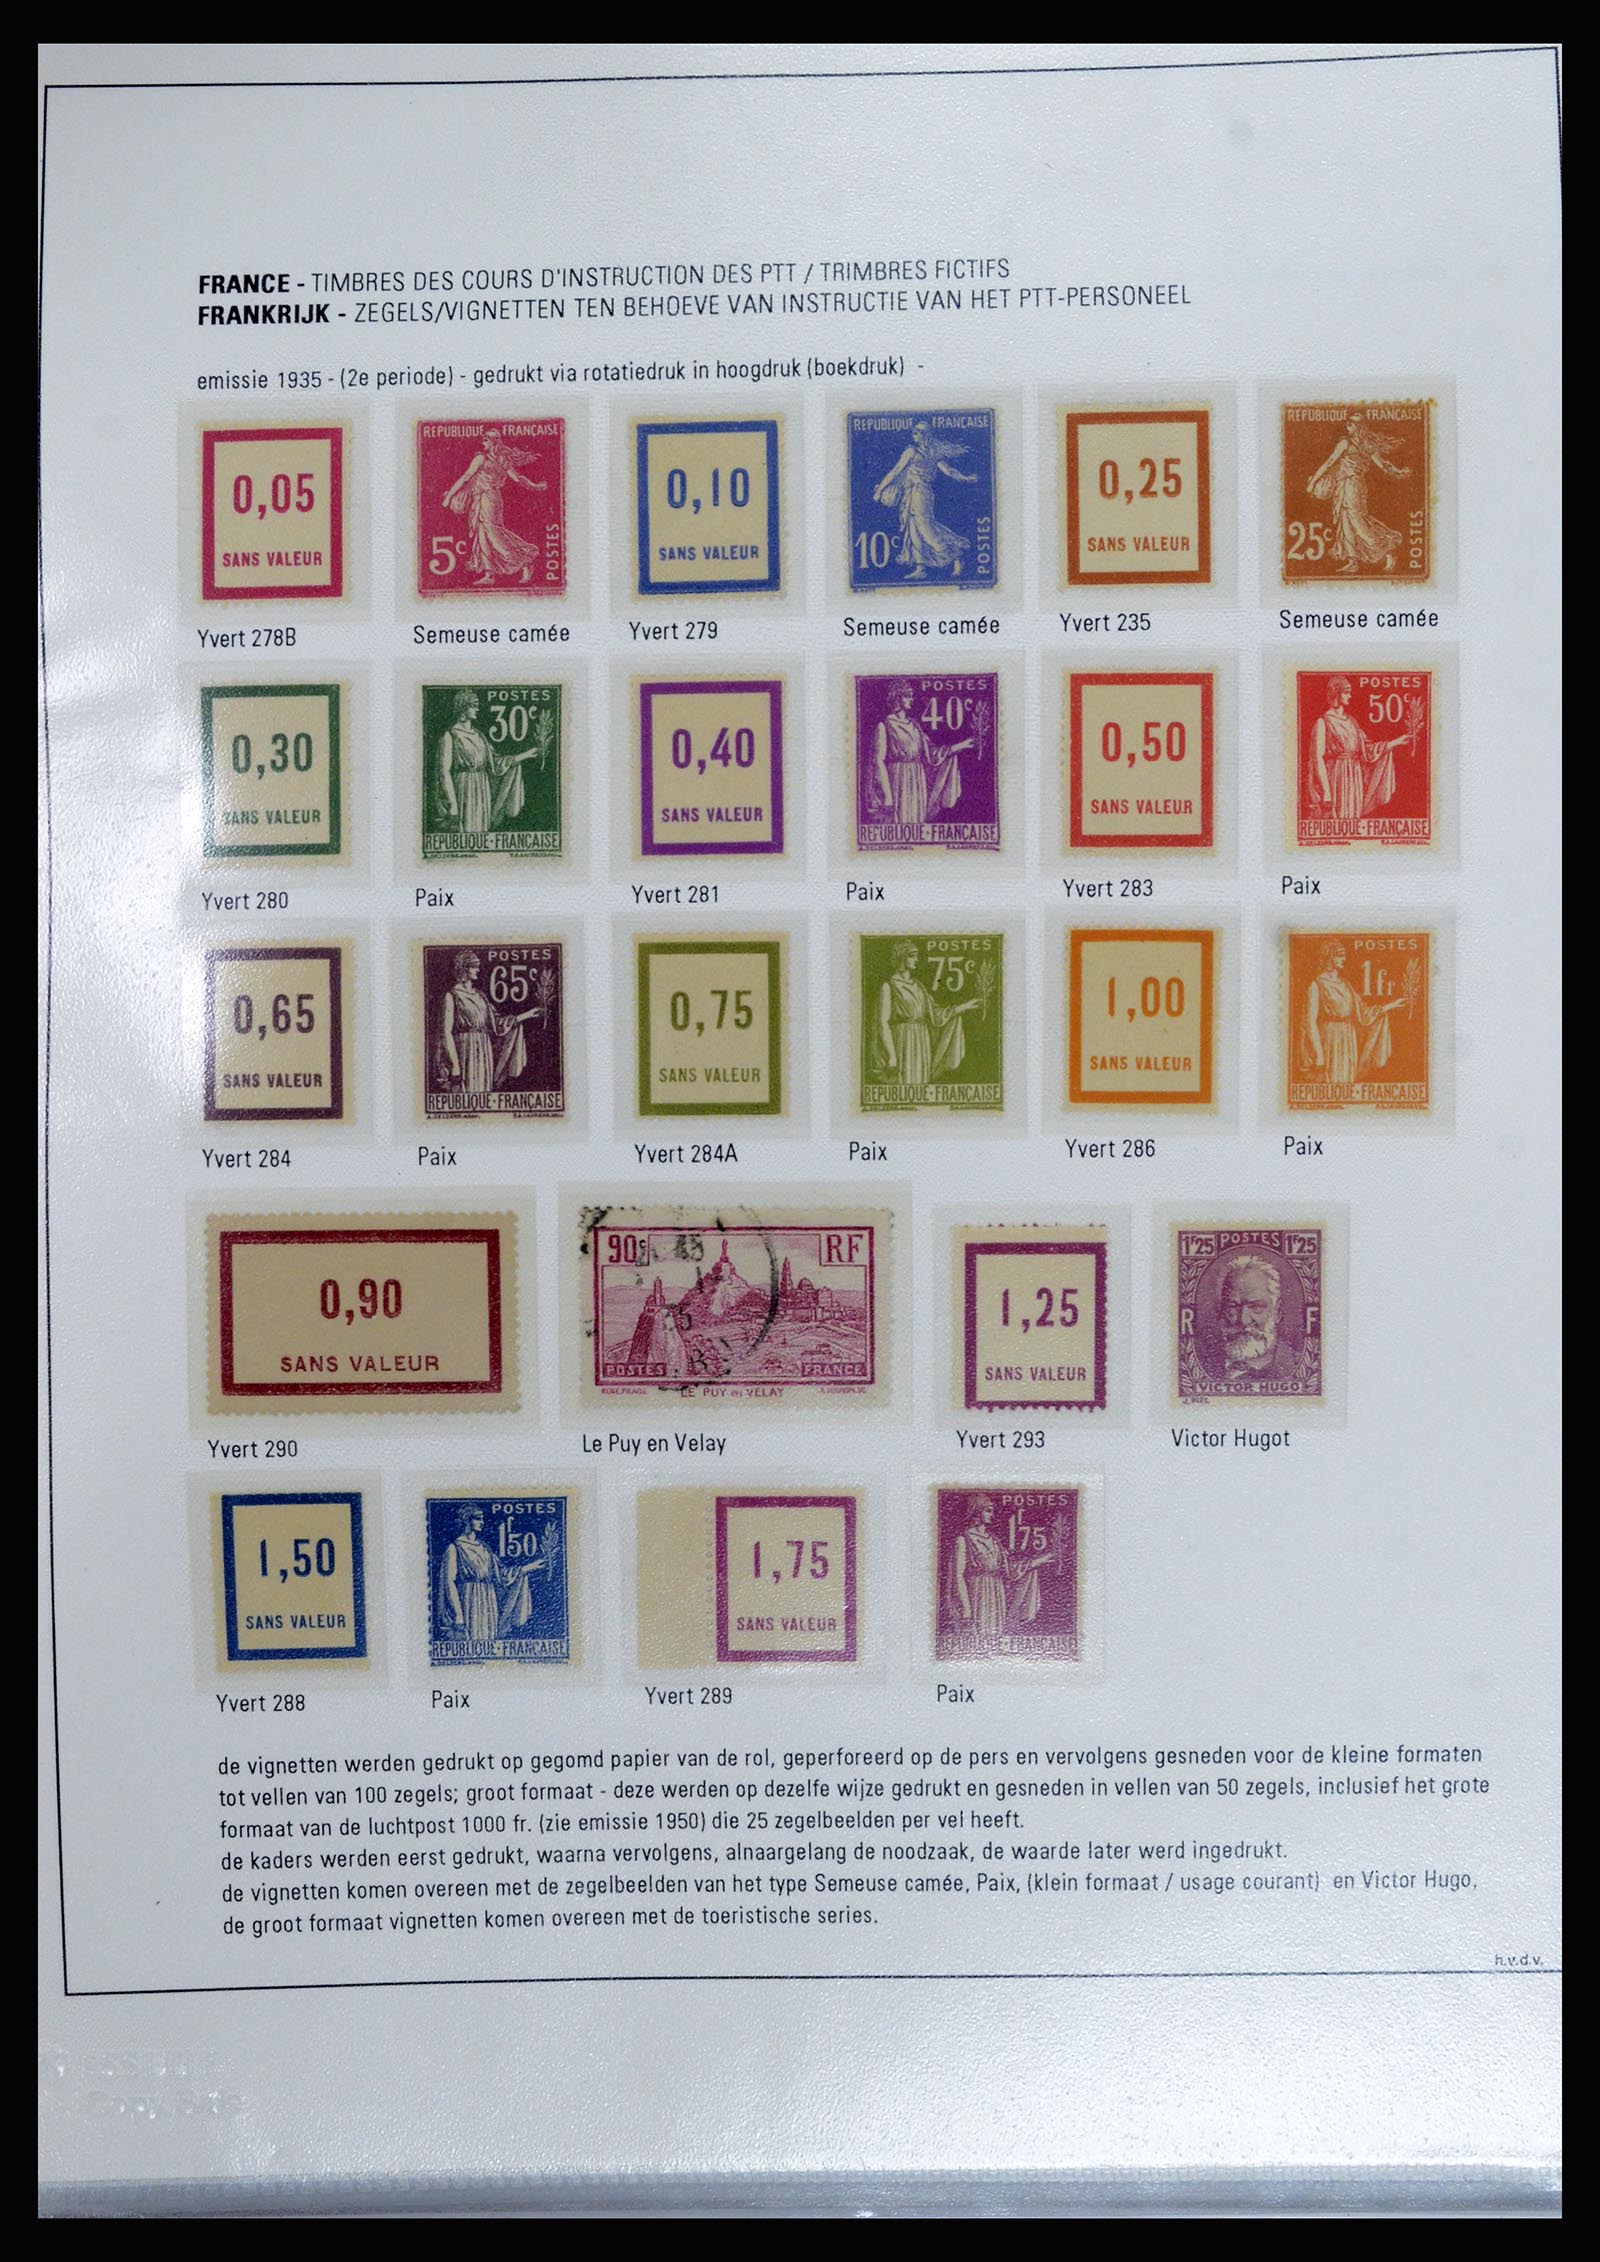 FRANCE - TIMBRES DES COURS D'INSTRUCTION DES PTT / TRIMBRES FICTIFS
FRANKRIJK - ZEGELS/VIGNETTEN TEN BEHOEVE VAN INSTRUCTIE VAN HET PTT-PERSONEEL
emissie 1935 - (2e periode) - gedrukt via rotatiedruk in hoogdruk (boekdruk) -
0,05
SANS VALEUR
REPUBLIQUE FRANÇAISE
5c
POSTES
0,10
SANS VALEUR
REPUBLIQUE FRANÇAISE
10c
POSTES
0,25
SANS VALEUR
REPUBLIQUE FRANÇAISE
25c
POSTES
Yvert 278B
Semeuse camée
Yvert 279
Semeuse camée
Yvert 235
Semeuse camée
0,30
SANS VALEUR
POSTES
30c
REPUBLIQUE·FRANÇAISE
0,40
SANS VALEUR
POSTES
40c
REPUBLIQUE·FRANÇAISE
0,50
SANS VALEUR
POSTES
50c
REPUBLIQUE·FRANÇAISE
Yvert 280
Paix
Yvert 281
Paix
Yvert 283
Paix
0,65
SANS VALEUR
POSTES
65c
REPUBLIQUE·FRANÇAISE
0,75
SANS VALEUR
POSTES
75c
REPUBLIQUE·FRANÇAISE
1,00
SANS VALEUR
POSTES
1fr
REPUBLIQUE·FRANÇAISE
Yvert 284
Paix
Yvert 284A
Paix
Yvert 286
Paix
0,90
SANS VALEUR
90c
RF
POSTES
FRANCE
LE PUY en VELAY
1,25
SANS VALEUR
1F25 POSTES 1F25
R F
VICTOR HUGO
Yvert 290
Le Puy en Velay
Yvert 293
Victor Hugot
1,50
SANS VALEUR
POSTES
1f50
REPUBLIQUE·FRANÇAISE
1,75
SANS VALEUR
POSTES
1f75
REPUBLIQUE·FRANÇAISE
Yvert 288
Paix
Yvert 289
Paix
de vignetten werden gedrukt op gegomd papier van de rol, geperforeerd op de pers en vervolgens gesneden voor de kleine formaten
tot vellen van 100 zegels; groot formaat - deze werden op dezelfe wijze gedrukt en gesneden in vellen van 50 zegels, inclusief het grote
formaat van de luchtpost 1000 fr. (zie emissie 1950) die 25 zegelbeelden per vel heeft.
de kaders werden eerst gedrukt, waarna vervolgens, alnaargelang de noodzaak, de waarde later werd ingedrukt.
de vignetten komen overeen met de zegelbeelden van het type Semeuse camée, Paix, (klein formaat / usage courant) en Victor Hugo,
de groot formaat vignetten komen overeen met de toeristische series.
h.v.d.v.